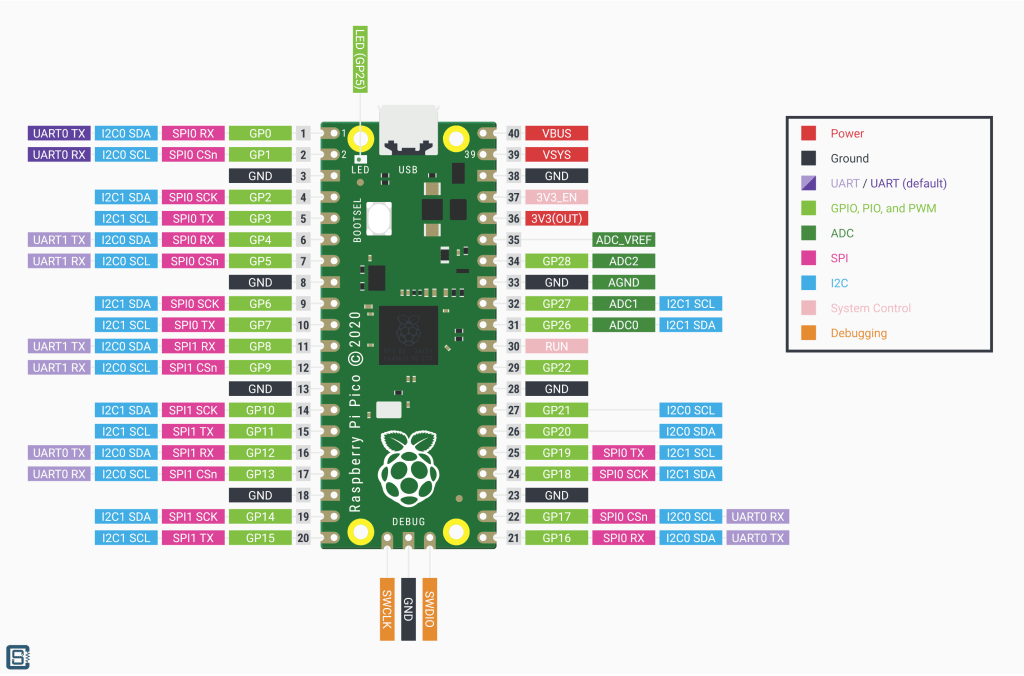 LED (GP25)
UART0 TX I2C0 SDA SPI0 RX GP0 1 1 40 VBUS
UART0 RX I2C0 SCL SPI0 CSn GP1 2 2 39 39 VSYS
LED USB
GND 3 38 GND
I2C0 SDA SPI0 SCK GP2 4 37 3V3_EN
I2C0 SCL SPI0 TX GP3 5 36 3V3(OUT)
BOOTSEL
UART1 TX I2C0 SDA SPI0 RX GP4 6 35 ADC_VREF
UART1 RX I2C0 SCL SPI0 CSn GP5 7 34 GP28 ADC2
GND 8 33 GND AGND
I2C1 SDA SPI0 SCK GP6 9 32 GP27 ADC1 I2C1 SCL
I2C1 SCL SPI0 TX GP7 10 31 GP26 ADC0 I2C1 SDA
UART1 TX I2C0 SDA SPI1 RX GP8 11 30 RUN
UART1 RX I2C0 SCL SPI1 CSn GP9 12 29 GP22
GND 13 28 GND
I2C1 SDA SPI1 SCK GP10 14 27 GP21 I2C0 SCL
I2C1 SCL SPI1 TX GP11 15 26 GP20 I2C0 SDA
UART0 TX I2C0 SDA SPI1 RX GP12 16 25 GP19 SPI0 TX I2C1 SCL
UART0 RX I2C0 SCL SPI1 CSn GP13 17 24 GP18 SPI0 SCK I2C1 SDA
GND 18 23 GND
I2C1 SDA SPI1 SCK GP14 19 22 GP17 SPI0 CSn I2C0 SCL UART0 RX
I2C1 SCL SPI1 TX GP15 20 21 GP16 SPI0 RX I2C0 SDA UART0 TX
Raspberry Pi Pico © 2020
DEBUG
SWCLK
GND
SWDIO
Power
Ground
UART / UART (default)
GPIO, PIO, and PWM
ADC
SPI
I2C
System Control
Debugging